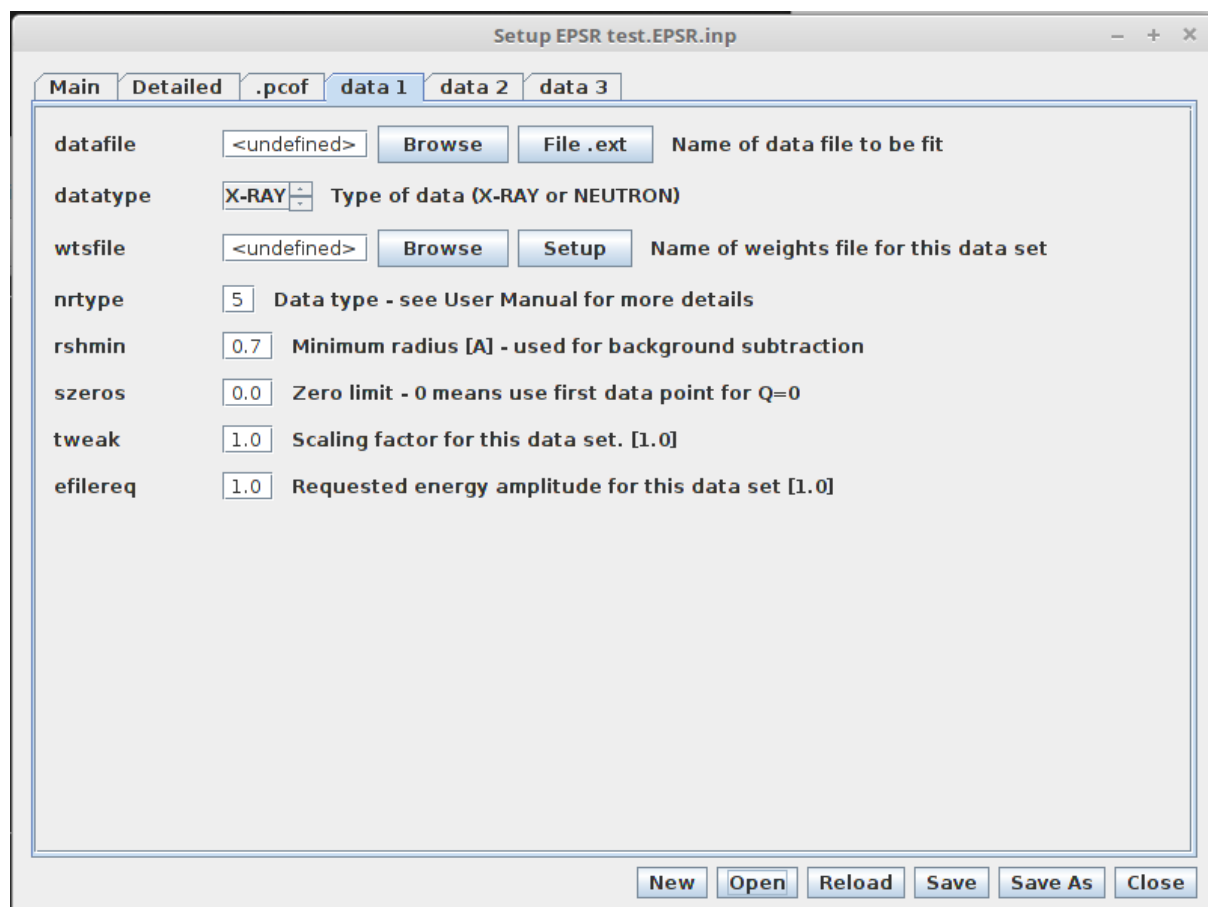 Setup EPSR test.EPSR.inp
Main Detailed .pcof data 1 data 2 data 3
datafile <undefined> Browse File .ext Name of data file to be fit
datatype X-RAY Type of data (X-RAY or NEUTRON)
wtsfile <undefined> Browse Setup Name of weights file for this data set
nrtype 5 Data type - see User Manual for more details
rshmin 0.7 Minimum radius [A] - used for background subtraction
szeros 0.0 Zero limit - 0 means use first data point for Q=0
tweak 1.0 Scaling factor for this data set. [1.0]
efilereq 1.0 Requested energy amplitude for this data set [1.0]
New Open Reload Save Save As Close